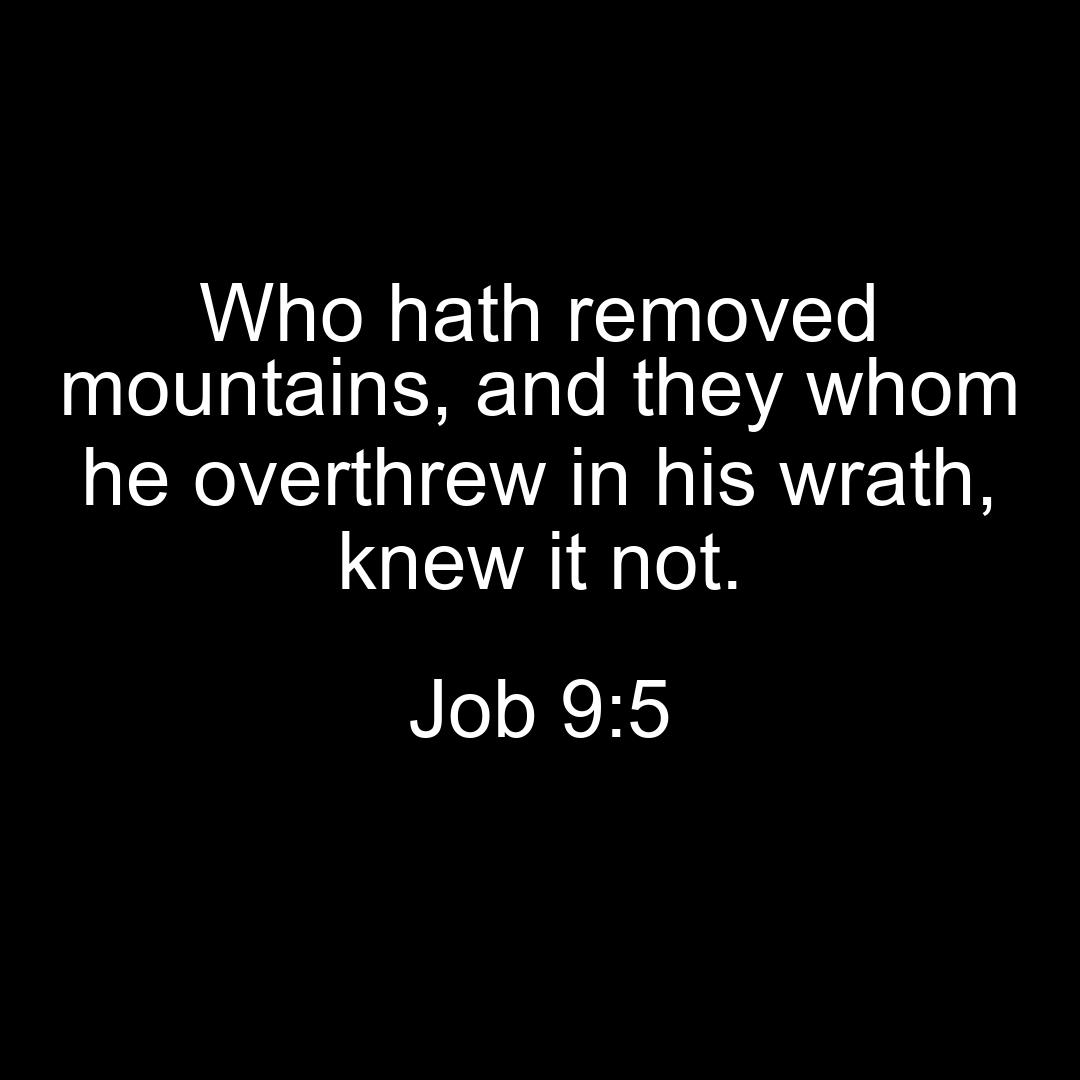 Who hath removed
mountains, and they whom
he overthrew in his wrath,
knew it not.
Job 9:5